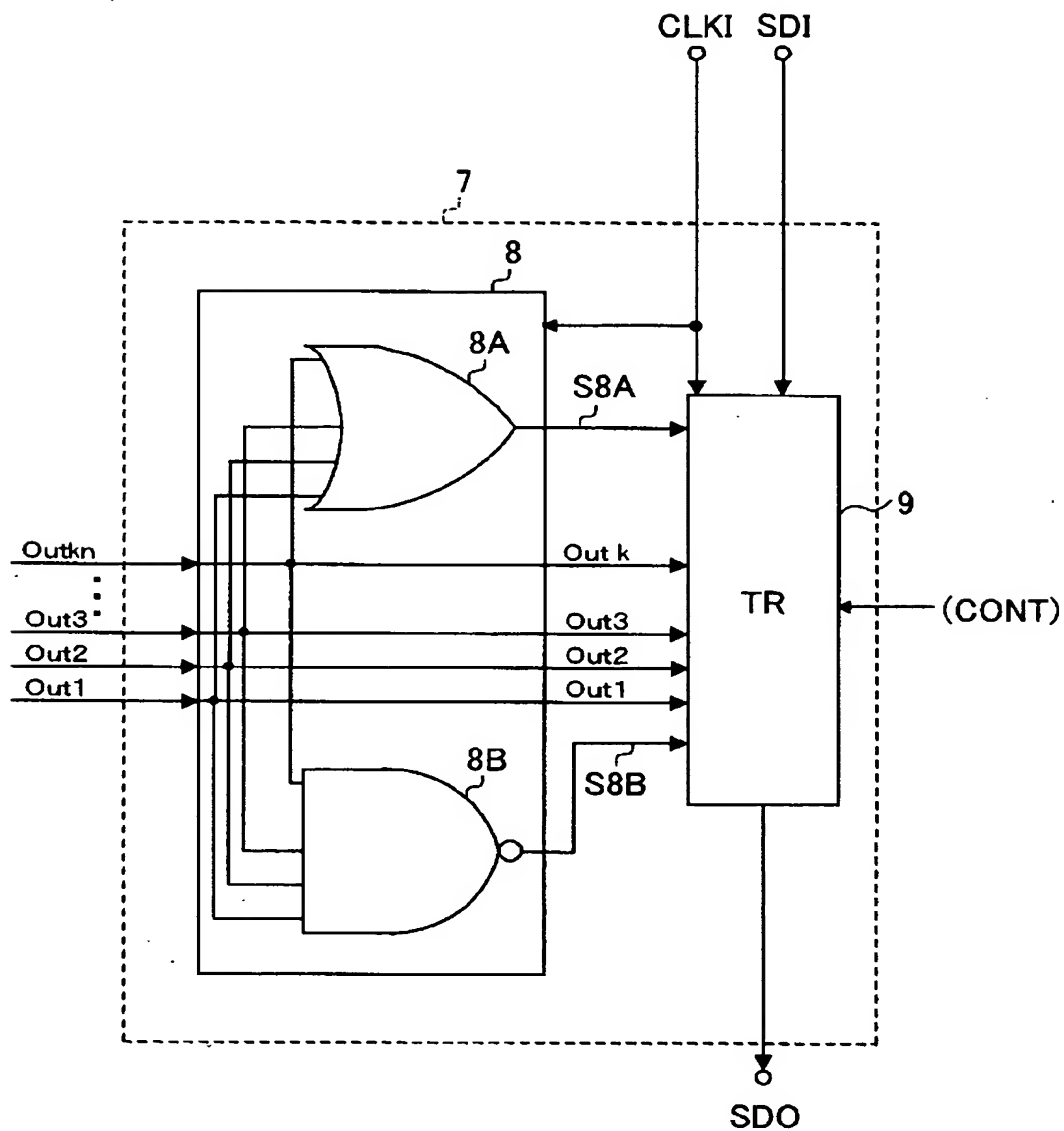 CLKI SDI
7
8
8A
S8A
9
Outkn Out k
TR
(CONT)
Out3 Out3
Out2 Out2
Out1 Out1
8B
S8B
SDO